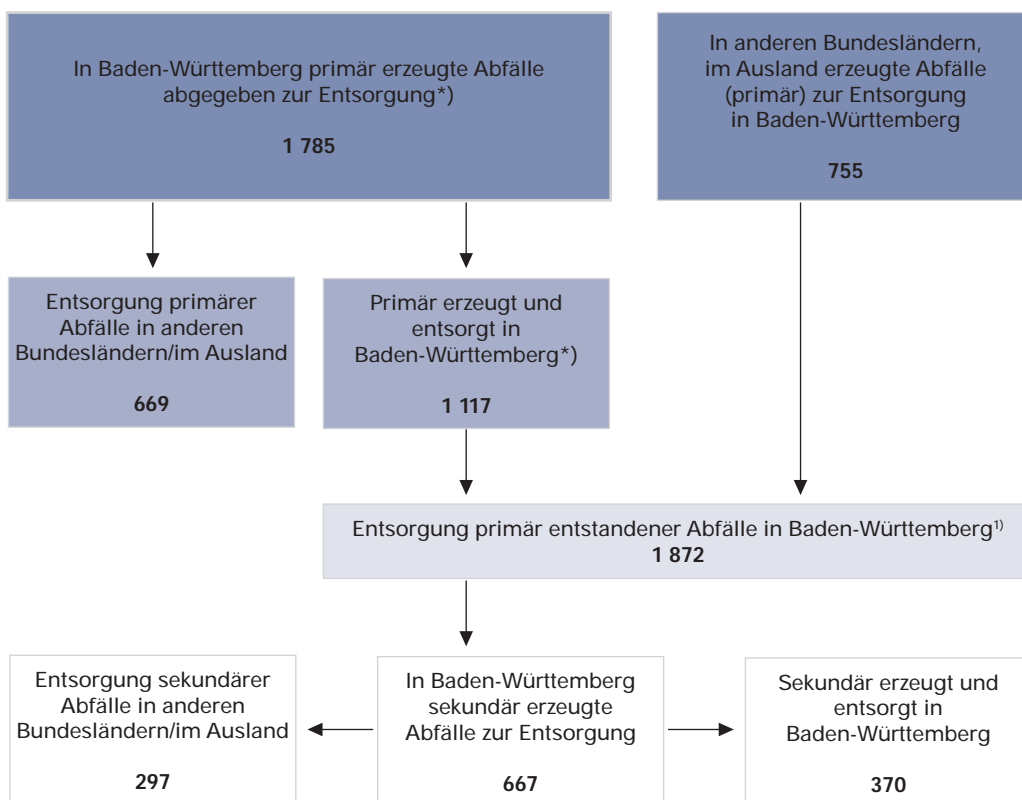 In Baden-Württemberg primär erzeugte Abfälle
abgegeben zur Entsorgung*)
1 785
In anderen Bundesländern,
im Ausland erzeugte Abfälle
(primär) zur Entsorgung
in Baden-Württemberg
755
Entsorgung primärer
Abfälle in anderen
Bundesländern/im Ausland
669
Primär erzeugt und
entsorgt in
Baden-Württemberg*)
1 117
Entsorgung primär entstandener Abfälle in Baden-Württemberg¹⁾
1 872
Entsorgung sekundärer
Abfälle in anderen
Bundesländern/im Ausland
297
In Baden-Württemberg
sekundär erzeugte
Abfälle zur Entsorgung
667
Sekundär erzeugt und
entsorgt in
Baden-Württemberg
370